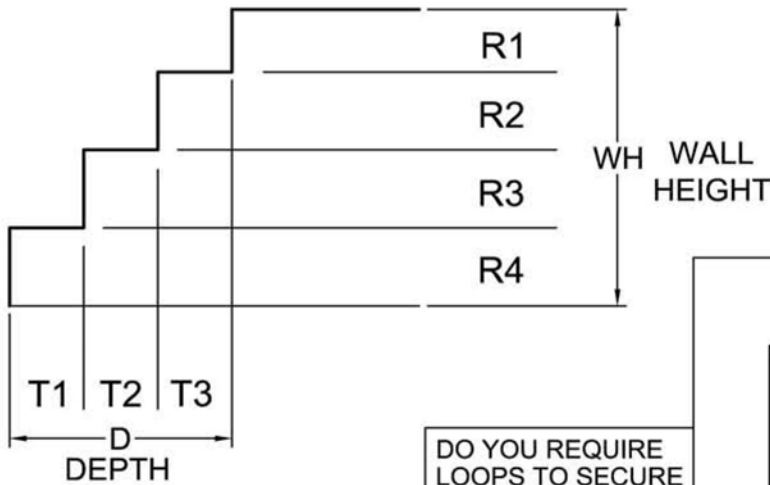 R1
R2
WH WALL
HEIGHT
R3
R4
T1 T2 T3
D
DEPTH
DO YOU REQUIRE
LOOPS TO SECURE